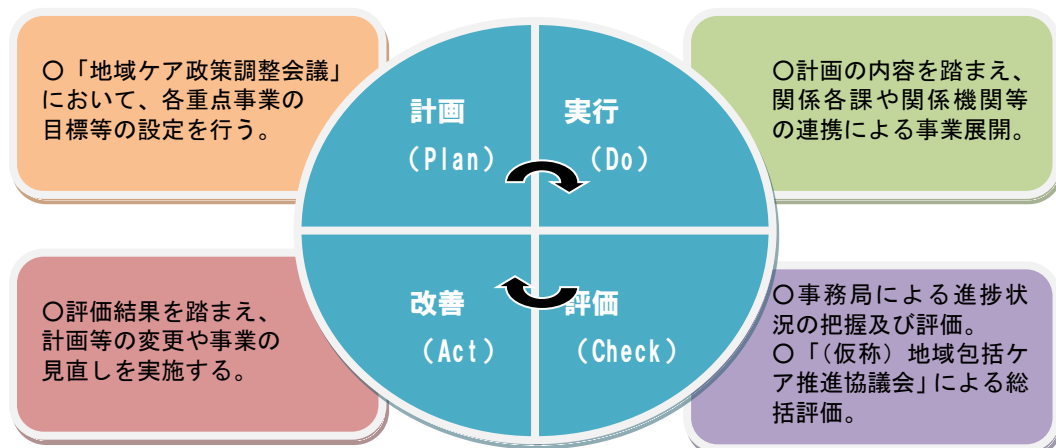 〇「地域ケア政策調整会議」
において、各重点事業の
目標等の設定を行う。
計画
（Plan）
実行
（Do）
〇計画の内容を踏まえ、
関係各課や関係機関等
の連携による事業展開。
〇評価結果を踏まえ、
計画等の変更や事業の
見直しを実施する。
改善
（Act）
評価
（Check）
〇事務局による進捗状
況の把握及び評価。
〇「（仮称）地域包括ケ
ア推進協議会」による総
括評価。